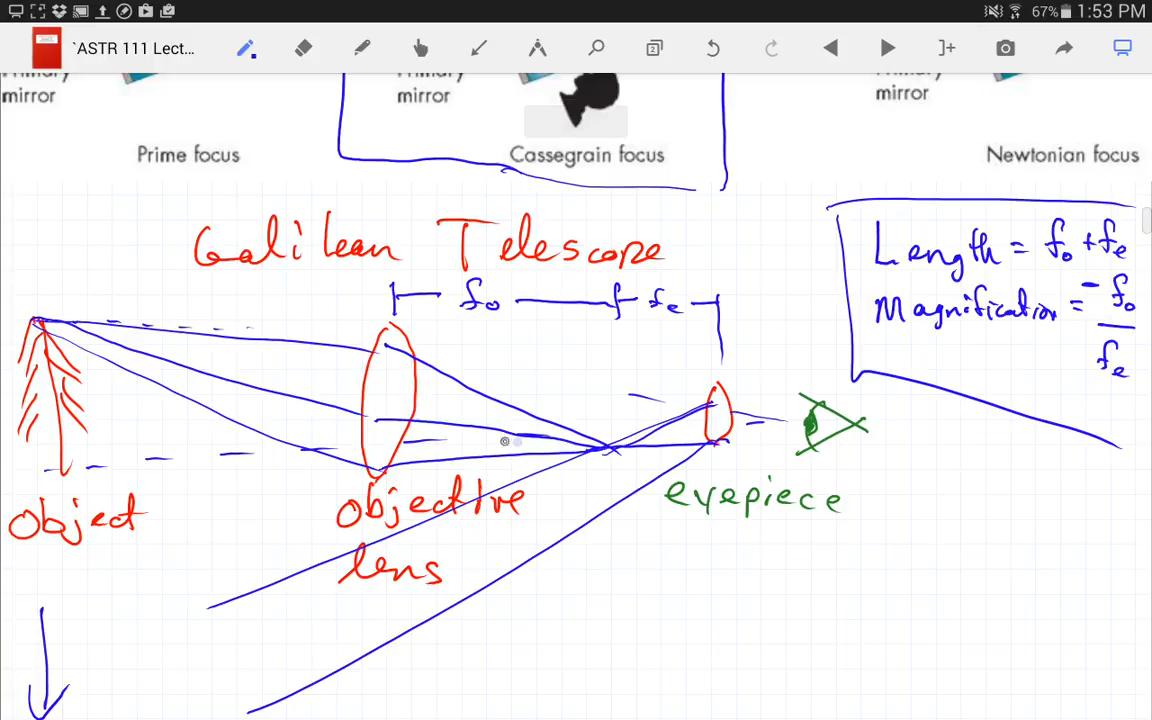 67% 1:53 PM
`ASTR 111 Lect...
mirror
mirror
mirror
Prime focus
Cassegrain focus
Newtonian focus
Galilean Telescope
Length = fo + fe
Magnification = -fo
fe
fo
fe
object
objective
lens
eyepiece